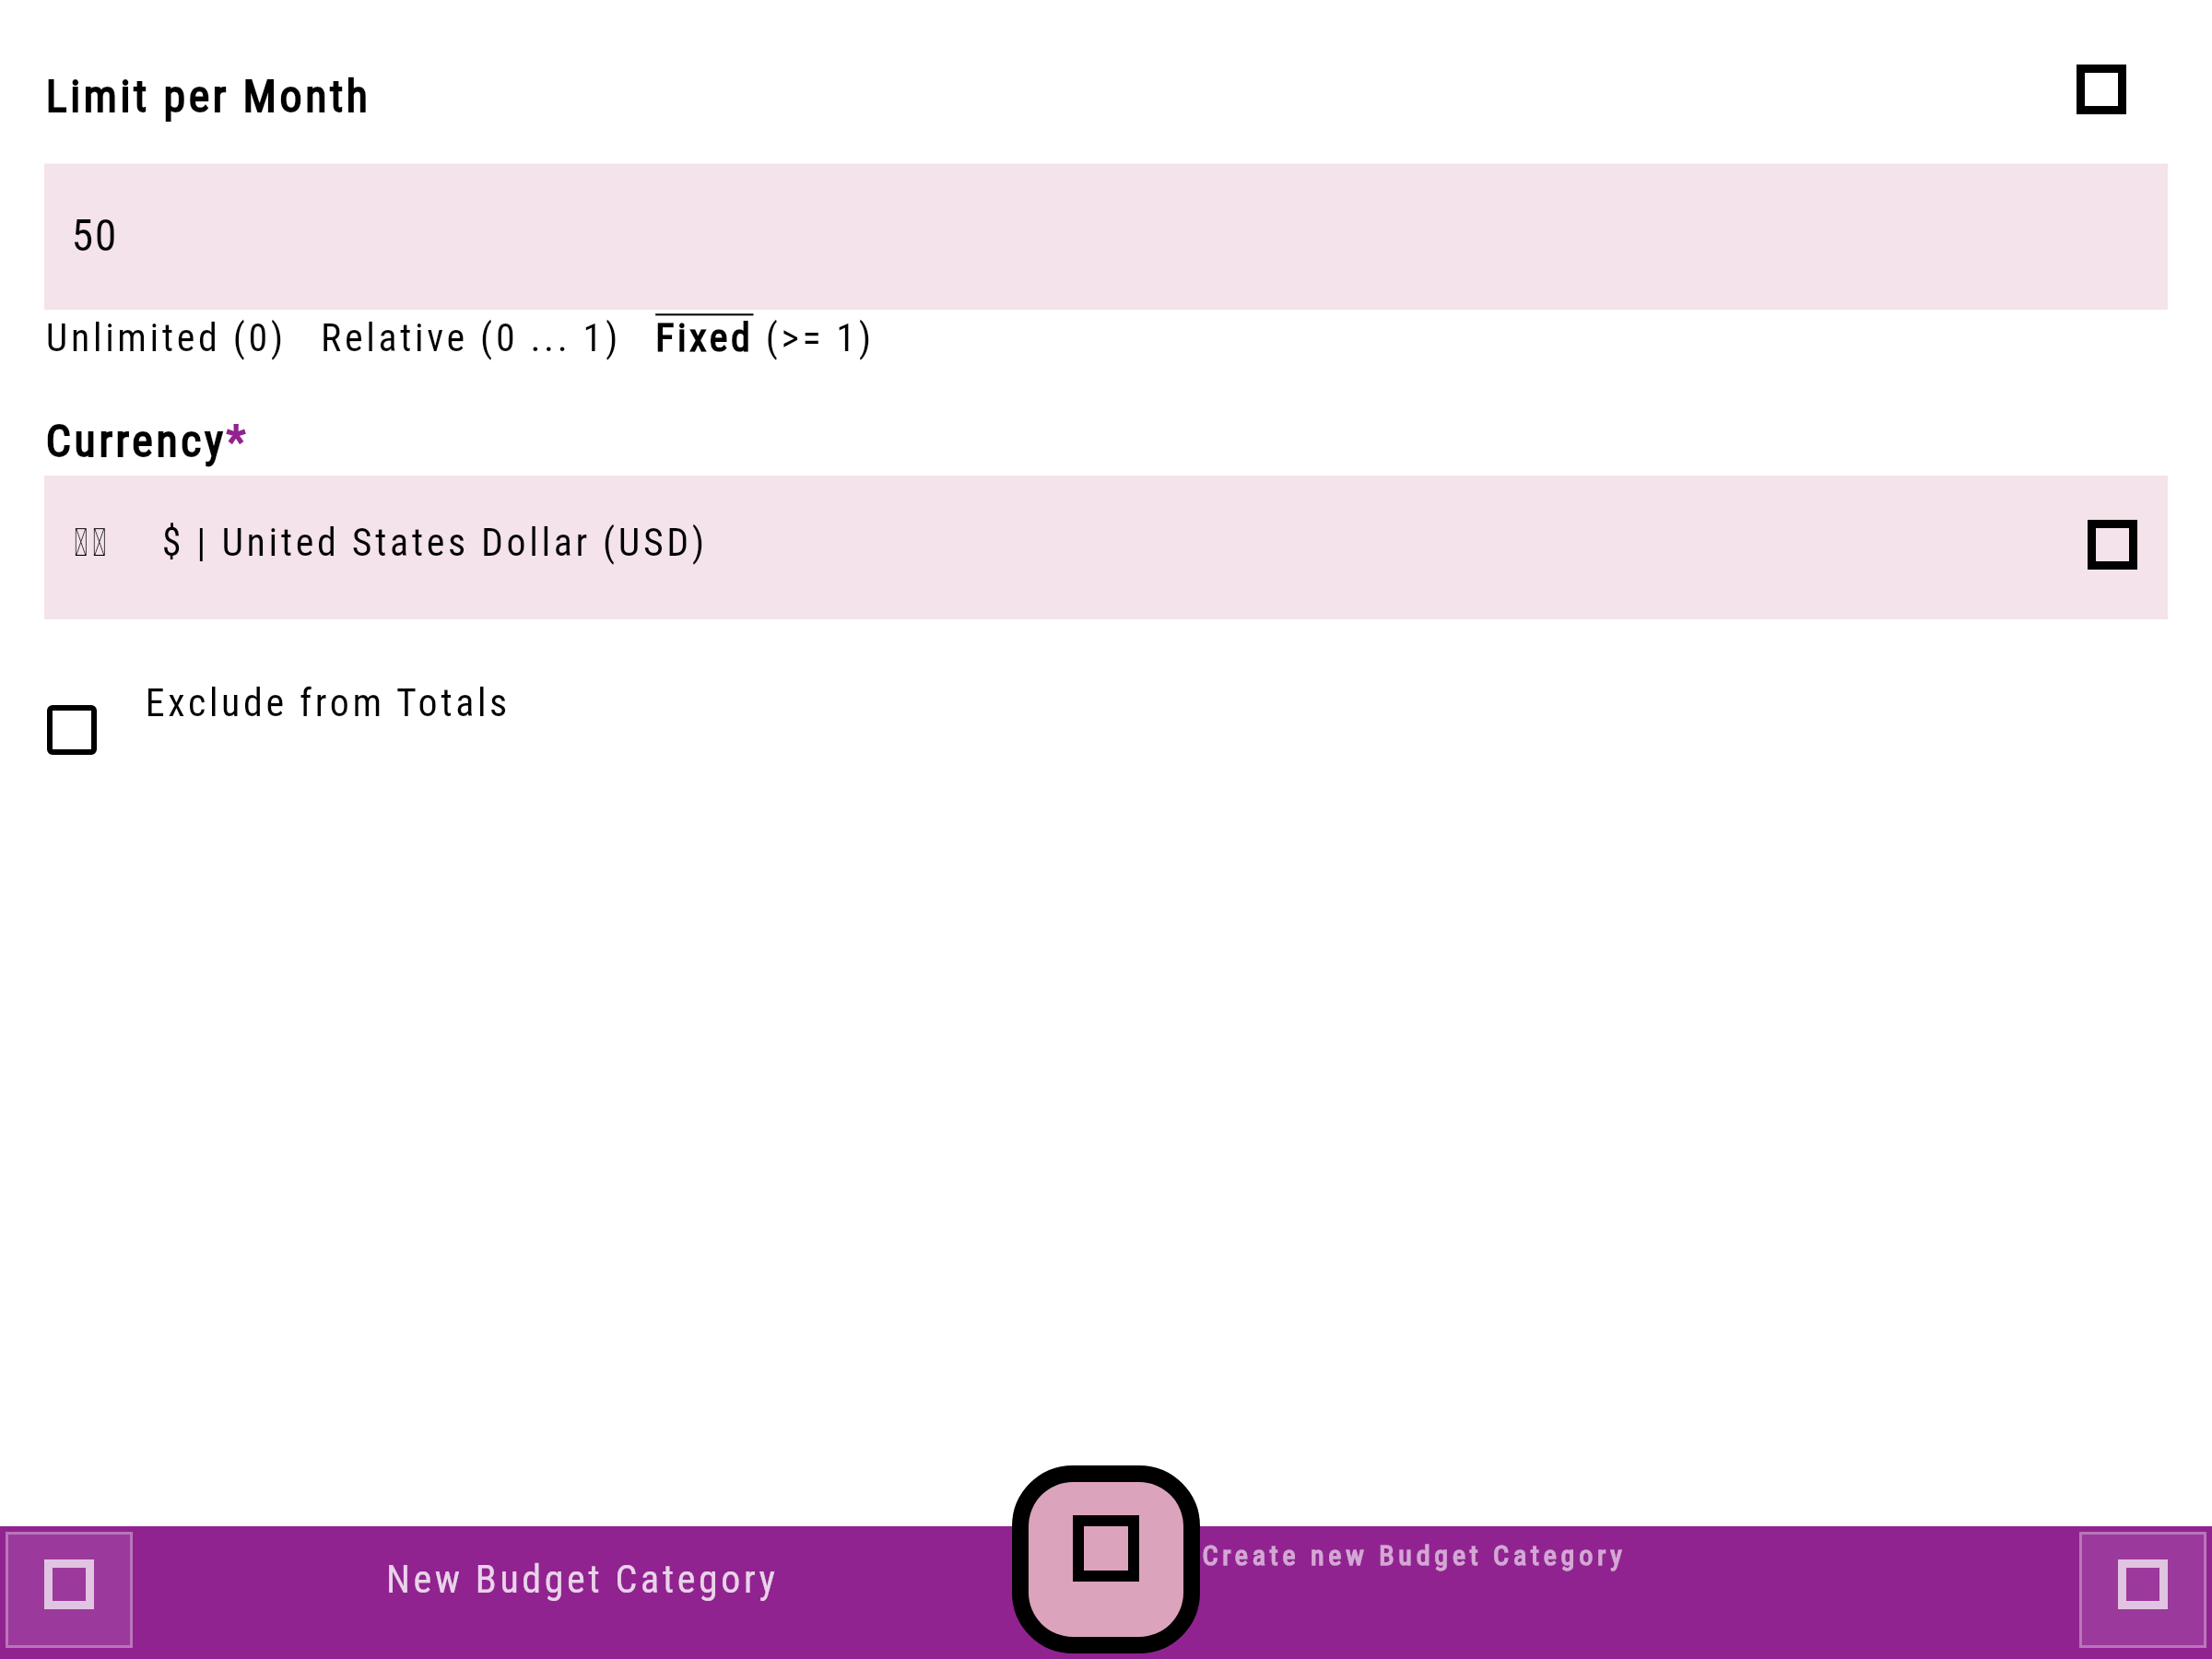 Limit per Month
50
Unlimited (0) Relative (0 ... 1) Fixed (>= 1)
Currency*
$ | United States Dollar (USD)
Exclude from Totals
New Budget Category
Create new Budget Category